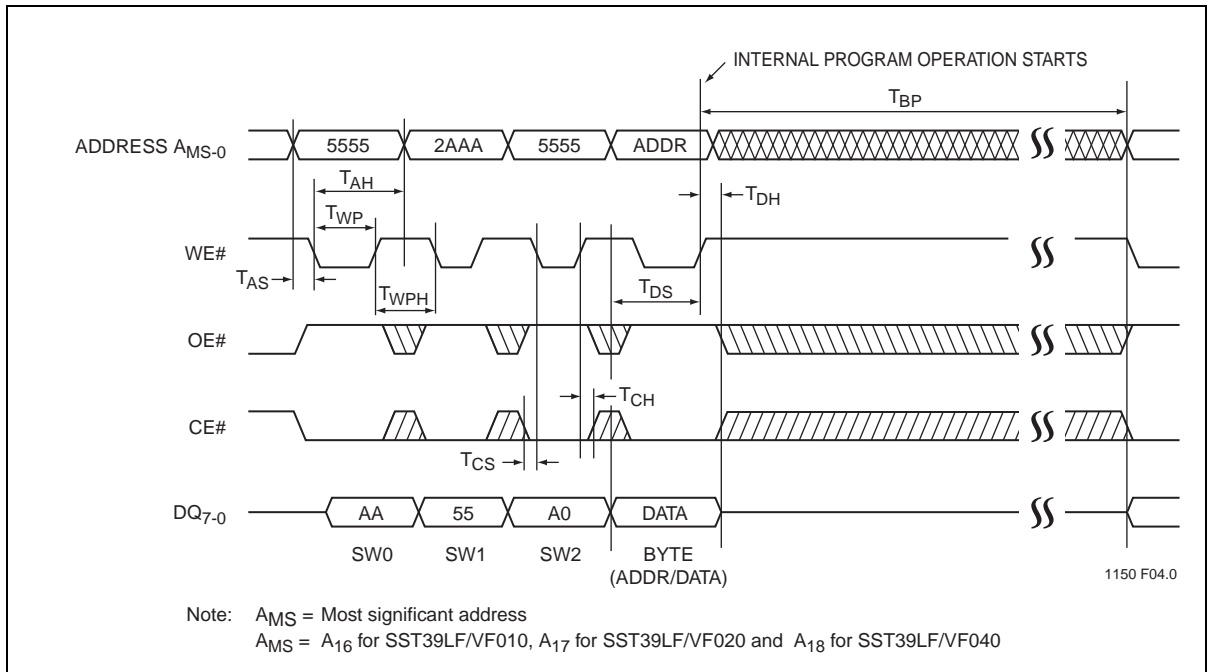 INTERNAL PROGRAM OPERATION STARTS
TBP
ADDRESS AMS-0
5555
2AAA
5555
ADDR
TAH
TDH
TWP
WE#
TAS
TWPH
TDS
OE#
TCH
CE#
TCS
DQ7-0
AA
55
A0
DATA
SW0
SW1
SW2
BYTE
(ADDR/DATA)
1150 F04.0
Note: AMS = Most significant address
AMS = A16 for SST39LF/VF010, A17 for SST39LF/VF020 and A18 for SST39LF/VF040